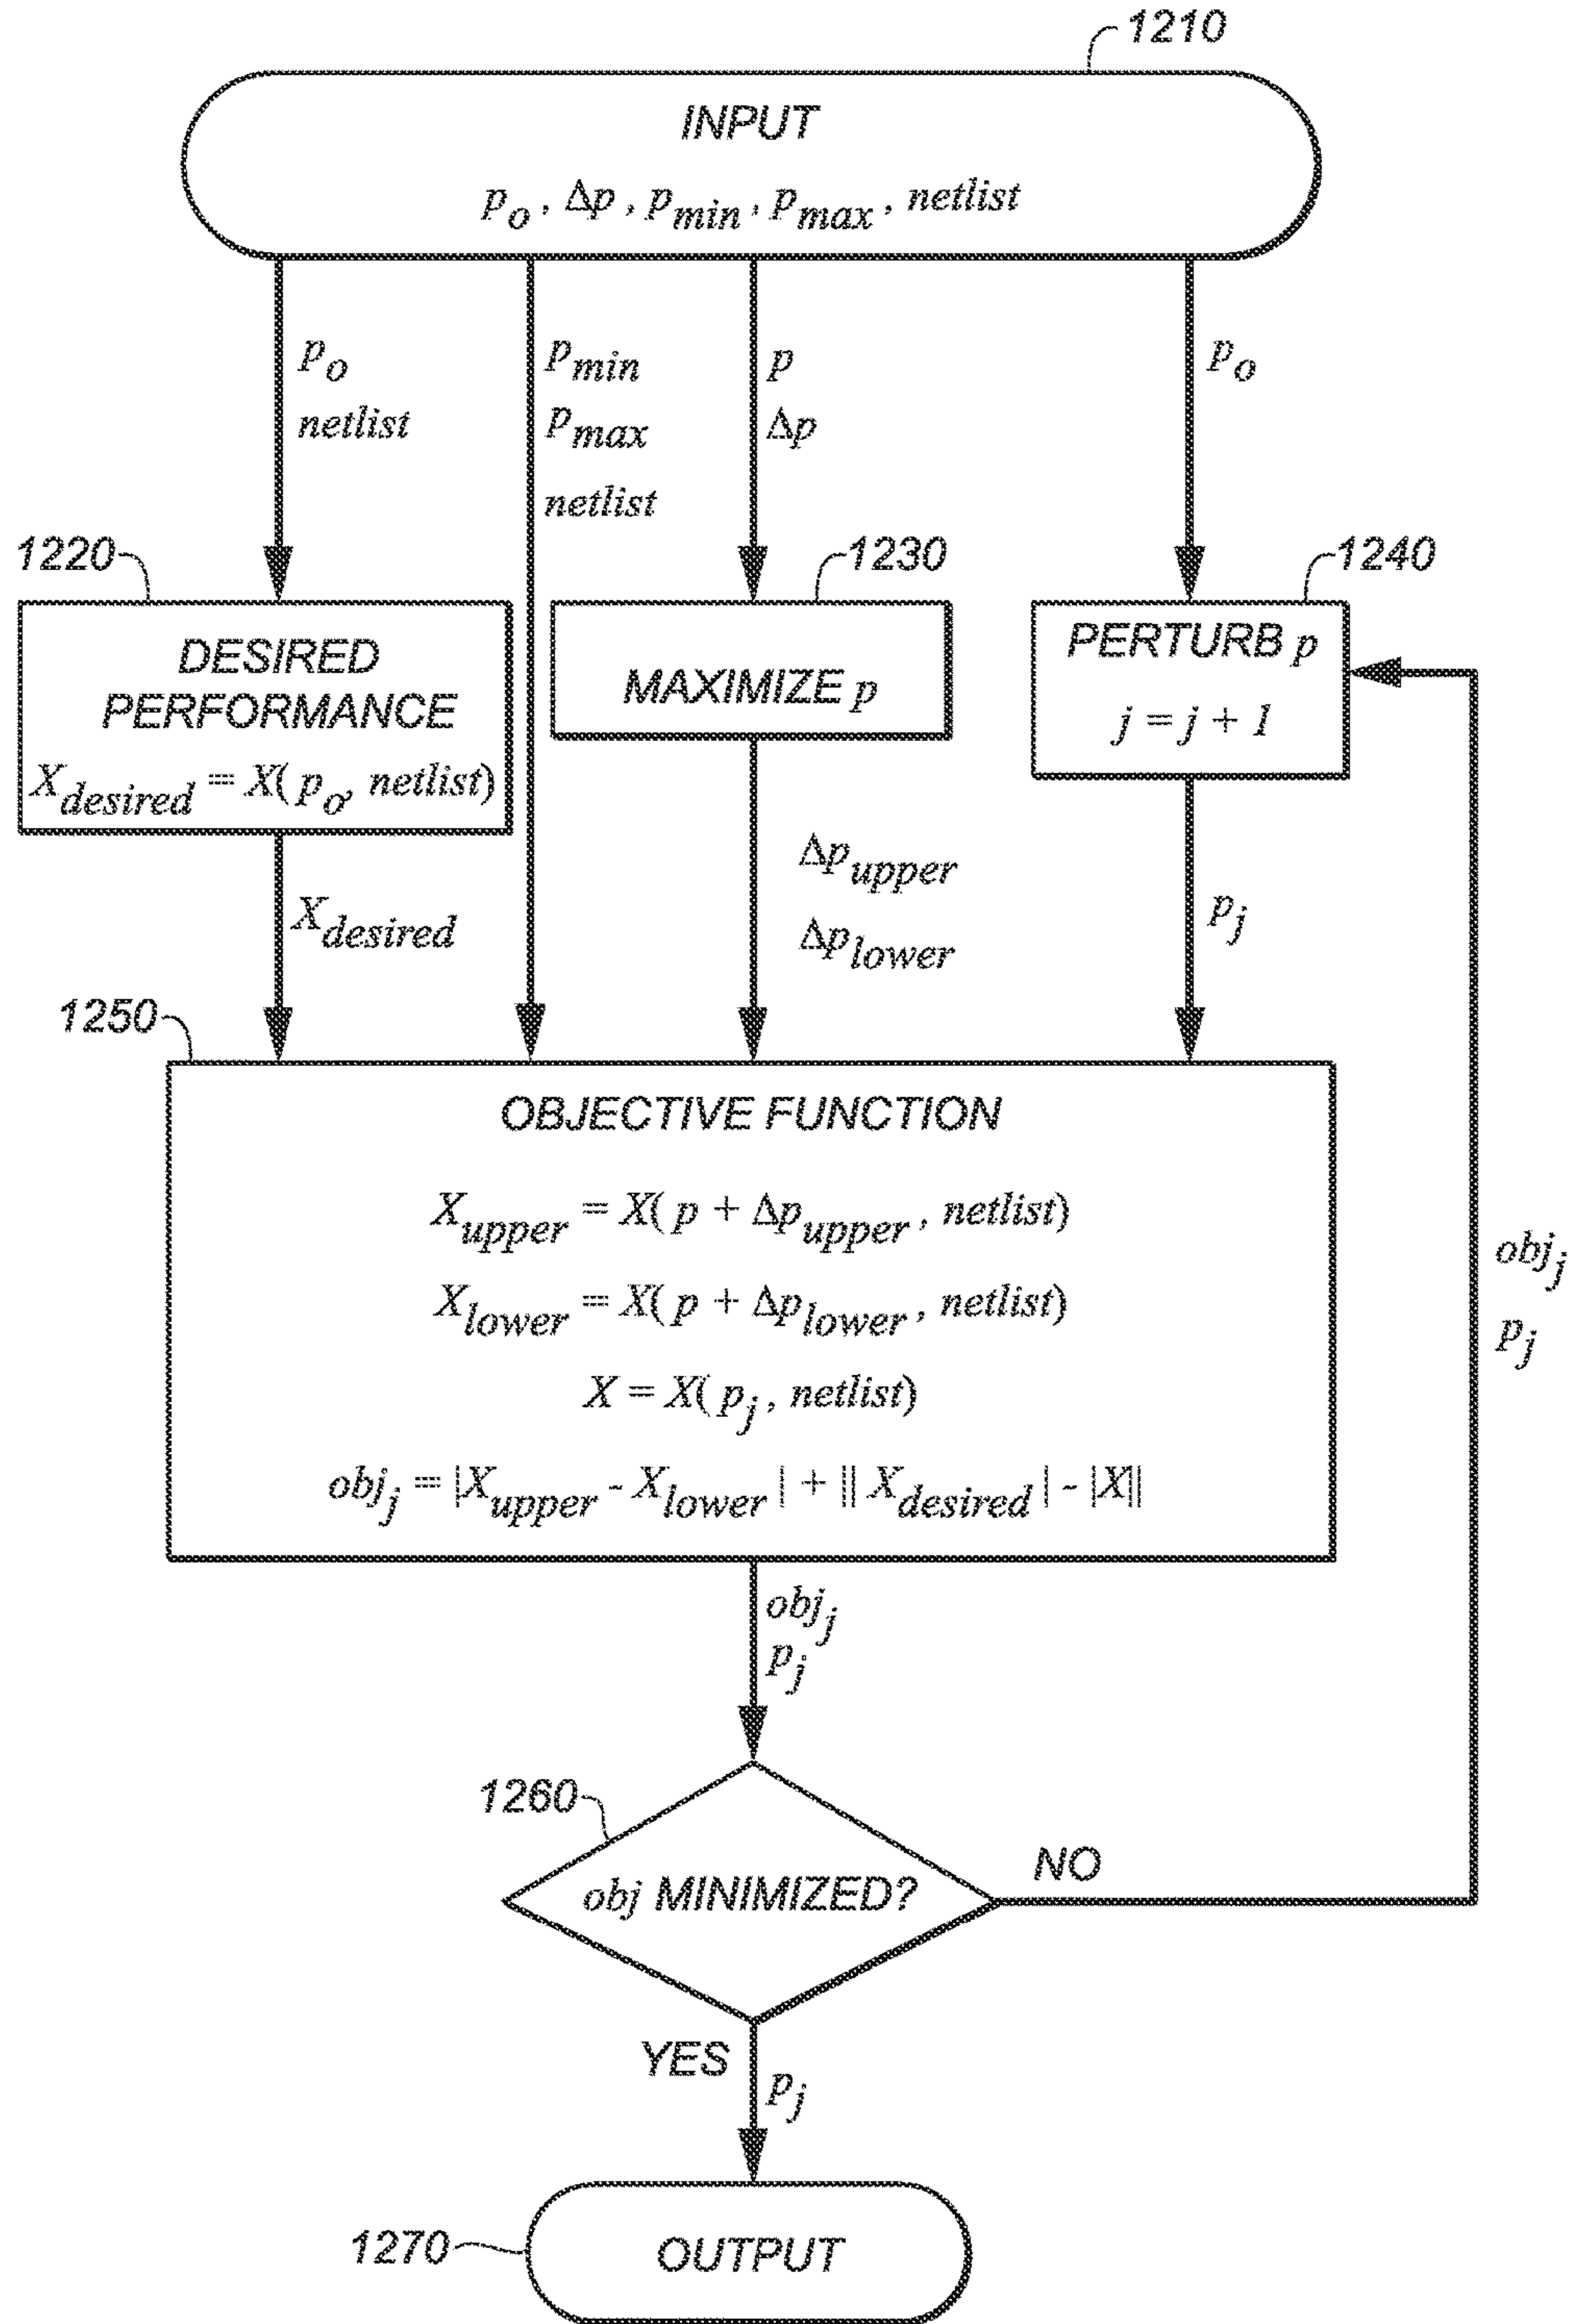 1210
INPUT
p_o, Δp, p_min, p_max, netlist
p_o
netlist
p_min
p_max
netlist
p
Δp
p_o
1220
DESIRED
PERFORMANCE
X_desired = X( p_o, netlist)
1230
MAXIMIZE p
1240
PERTURB p
j = j + 1
X_desired
Δp_upper
Δp_lower
p_j
1250
OBJECTIVE FUNCTION
X_upper = X( p + Δp_upper, netlist)
X_lower = X( p + Δp_lower, netlist)
X = X( p_j, netlist)
obj_j = |X_upper - X_lower| + || X_desired| - |X||
obj_j
p_j
obj_j
p_j
1260
obj MINIMIZED?
NO
YES
p_j
1270
OUTPUT